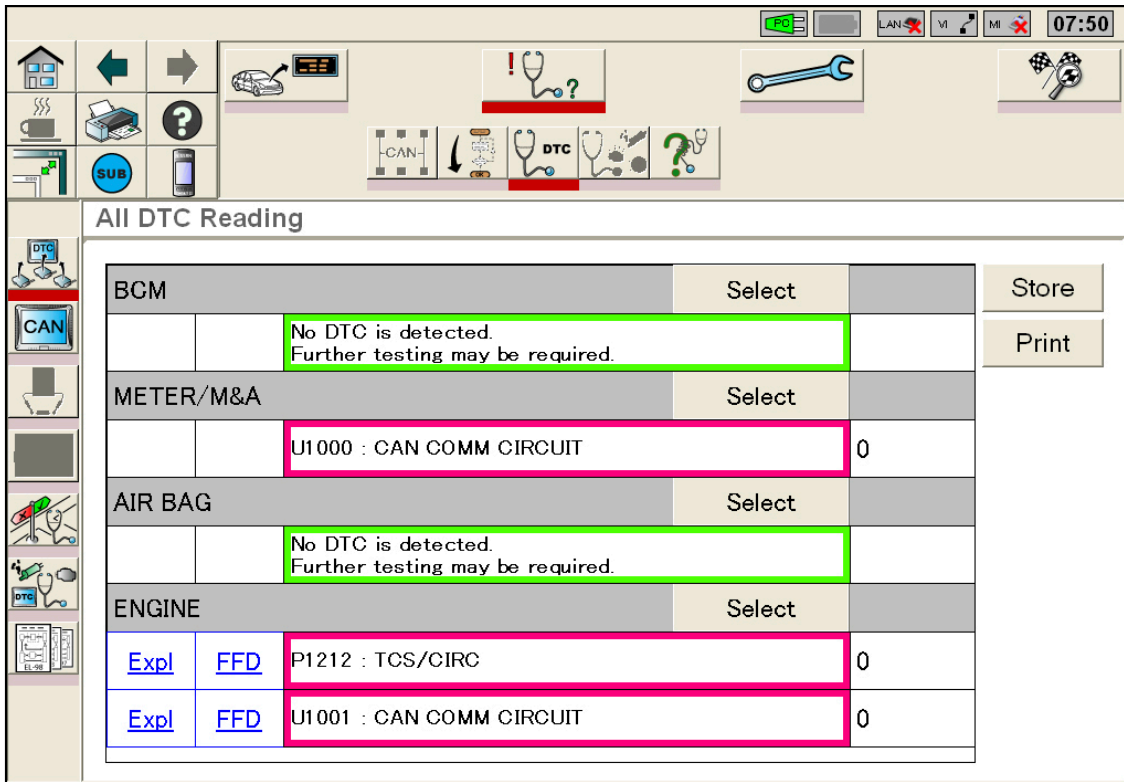 PC LAN VI MI 07:50
!
?
?
-CAN- OK DTC ?
SUB
All DTC Reading
DTC
CAN
DTC
EL-98
BCM Select
No DTC is detected.
Further testing may be required.
METER/M&A Select
U1000 : CAN COMM CIRCUIT 0
AIR BAG Select
No DTC is detected.
Further testing may be required.
ENGINE Select
Expl FFD P1212 : TCS/CIRC 0
Expl FFD U1001 : CAN COMM CIRCUIT 0
Store
Print